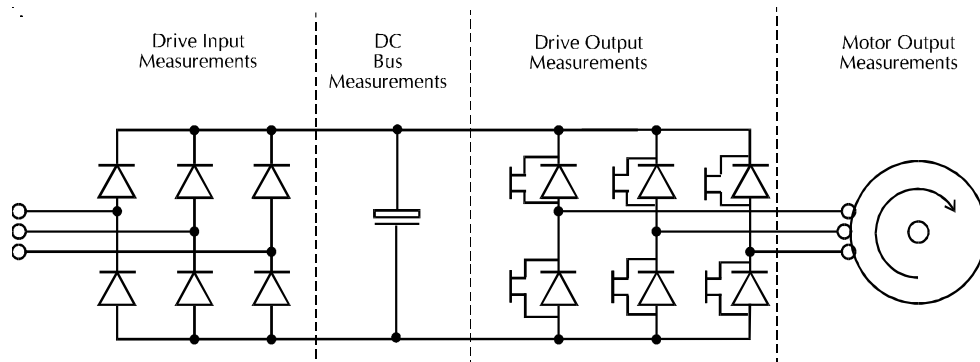 Drive Input
Measurements
DC
Bus
Measurements
Drive Output
Measurements
Motor Output
Measurements